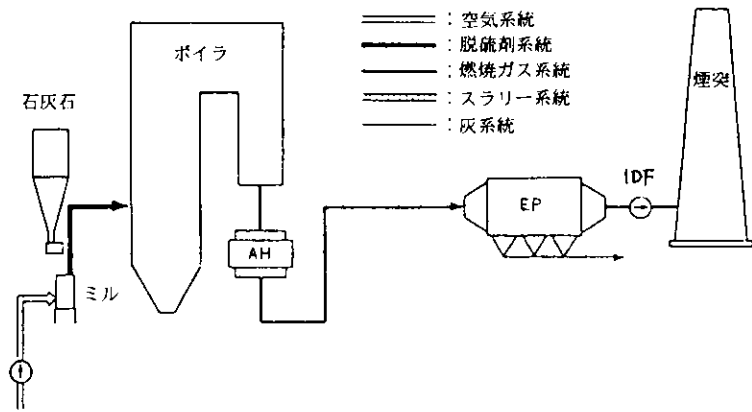 ボイラ
：空気系統
：脱硫剤系統
：燃焼ガス系統
：スラリー系統
：灰系統
煙突
石灰石
IDF
EP
AH
ミル